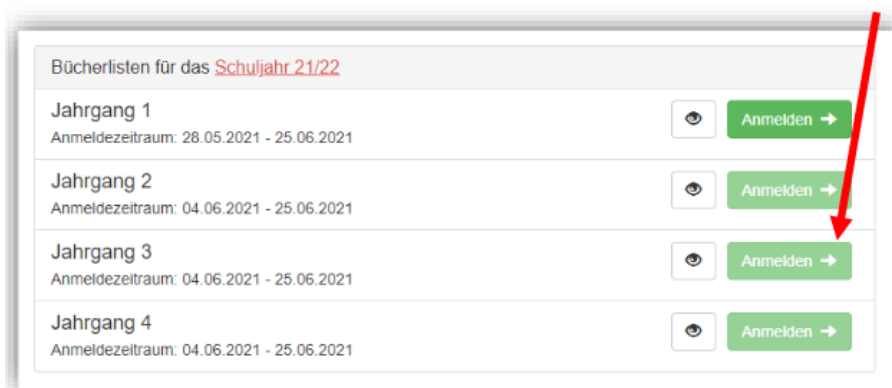 Bücherlisten für das Schuljahr 21/22
Jahrgang 1
Anmeldezeitraum: 28.05.2021 - 25.06.2021
Anmelden
Jahrgang 2
Anmeldezeitraum: 04.06.2021 - 25.06.2021
Anmelden
Jahrgang 3
Anmeldezeitraum: 04.06.2021 - 25.06.2021
Anmelden
Jahrgang 4
Anmeldezeitraum: 04.06.2021 - 25.06.2021
Anmelden